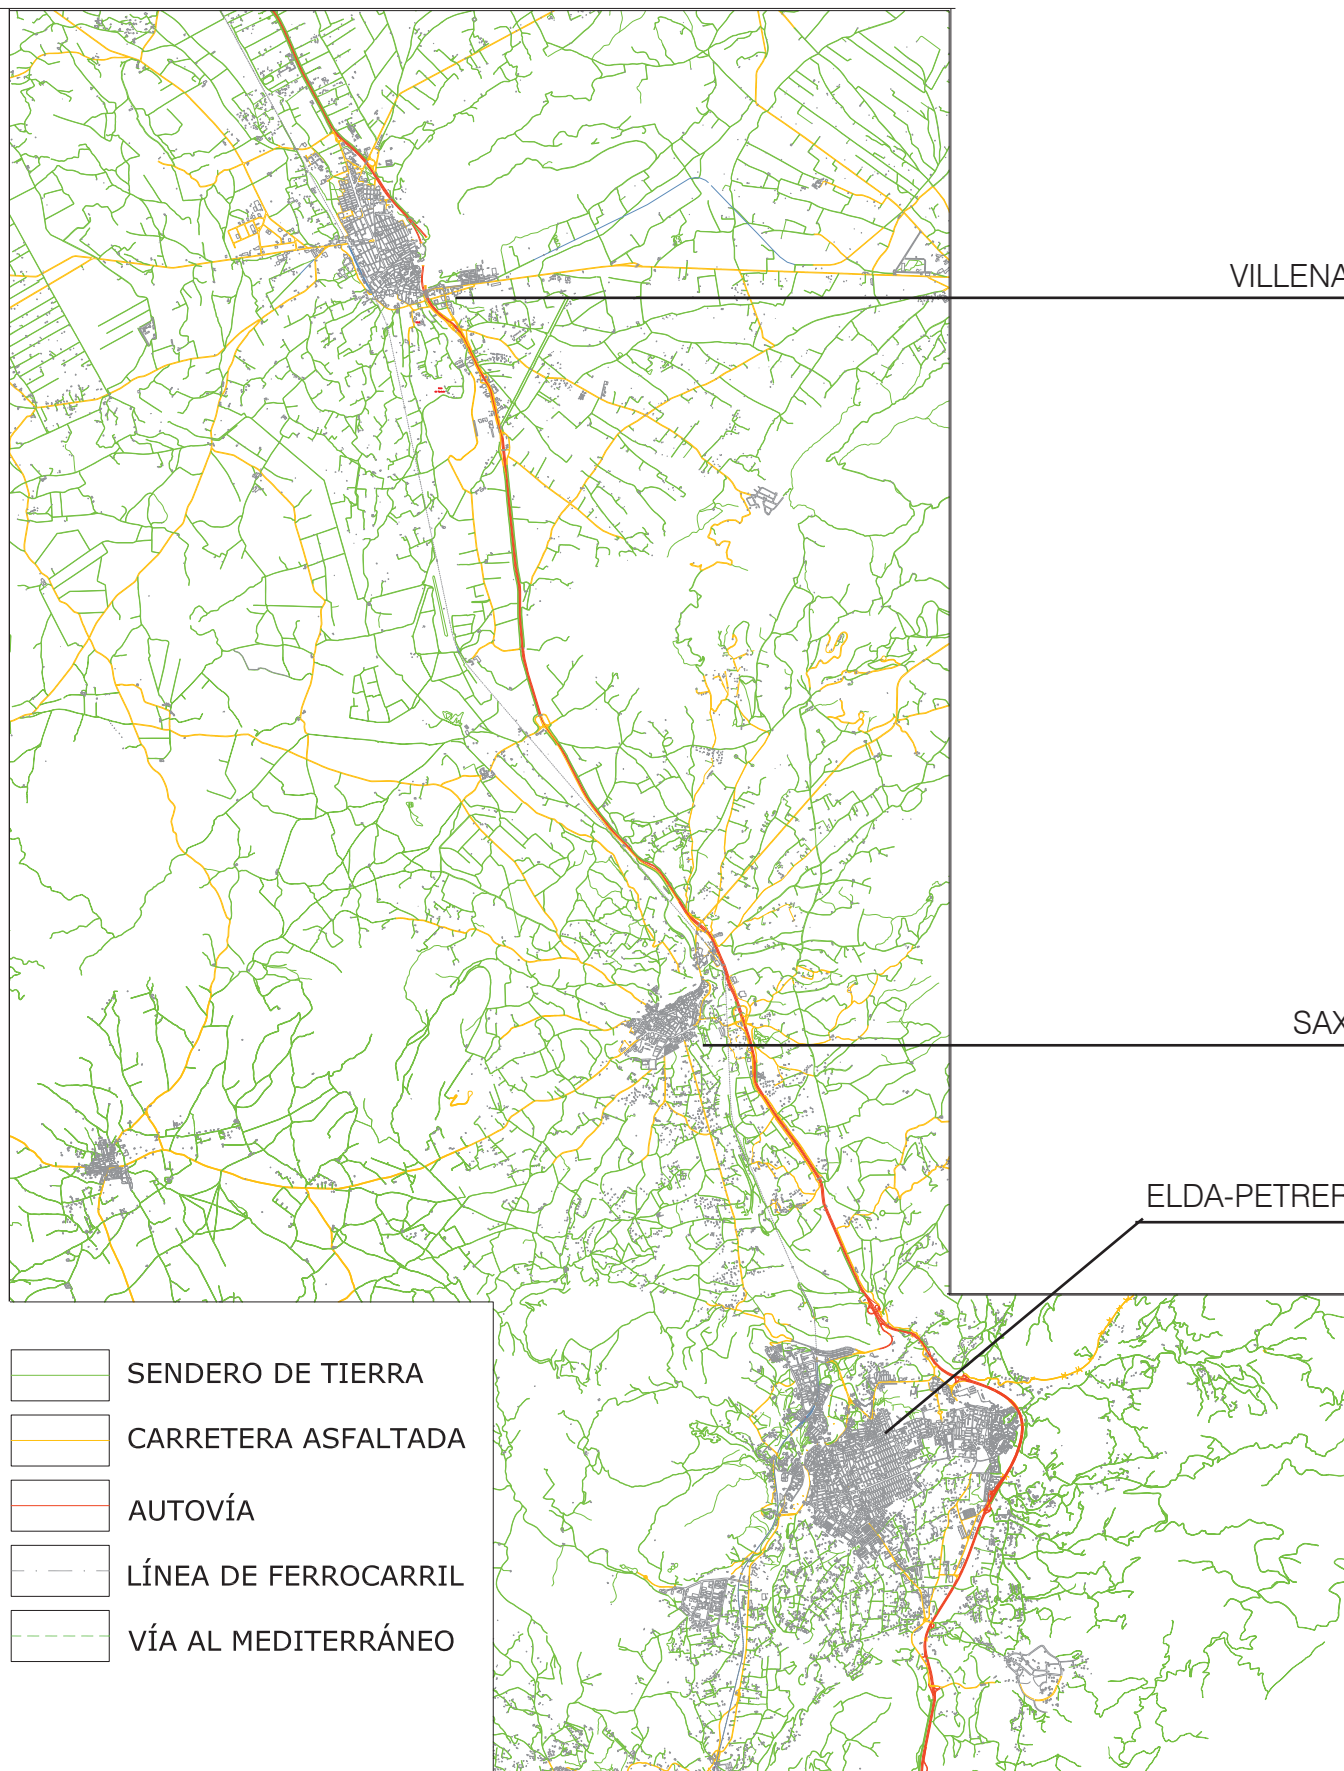 VILLENA
SAX
ELDA-PETRER
SENDERO DE TIERRA
CARRETERA ASFALTADA
AUTOVÍA
LÍNEA DE FERROCARRIL
VÍA AL MEDITERRÁNEO